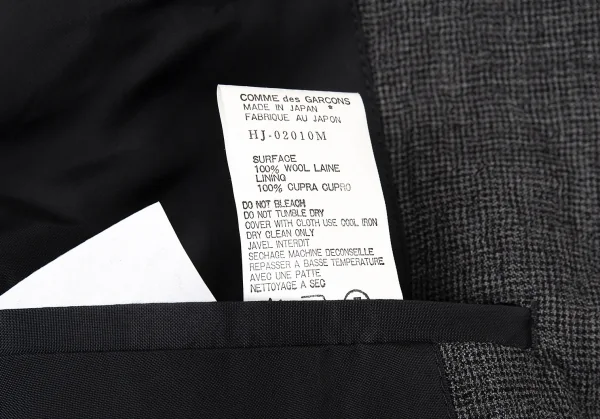 COMME des GARCONS
MADE IN JAPAN *
FABRIQUE AU JAPON
HJ-02010M
SURFACE
100% WOOL LAINE
LINING
100% CUPRA CUPRO
DO NOT BLEACH
DO NOT TUMBLE DRY
COVER WITH CLOTH USE COOL IRON
DRY CLEAN ONLY
JAVEL INTERDIT
SECHAGE MACHINE DECONSEILLE
REPASSER A BASSE TEMPERATURE
AVEC UNE PATTE
NETTOYAGE A SEC